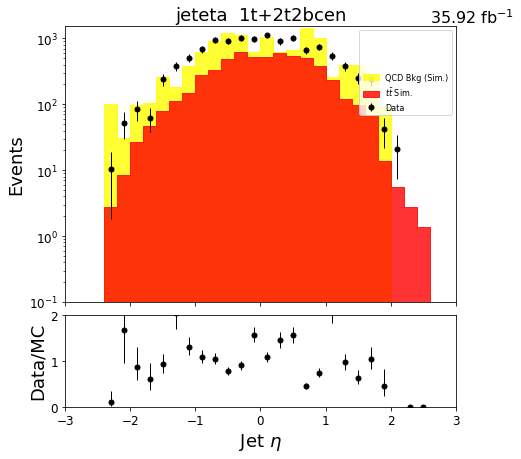 jeteta 1t+2t2bcen
35.92 fb⁻¹
QCD Bkg (Sim.)
tt̄ Sim.
Data
Events
10³
10²
10¹
10⁰
10⁻¹
Data/MC
2
1
0
−3 −2 −1 0 1 2 3
Jet η